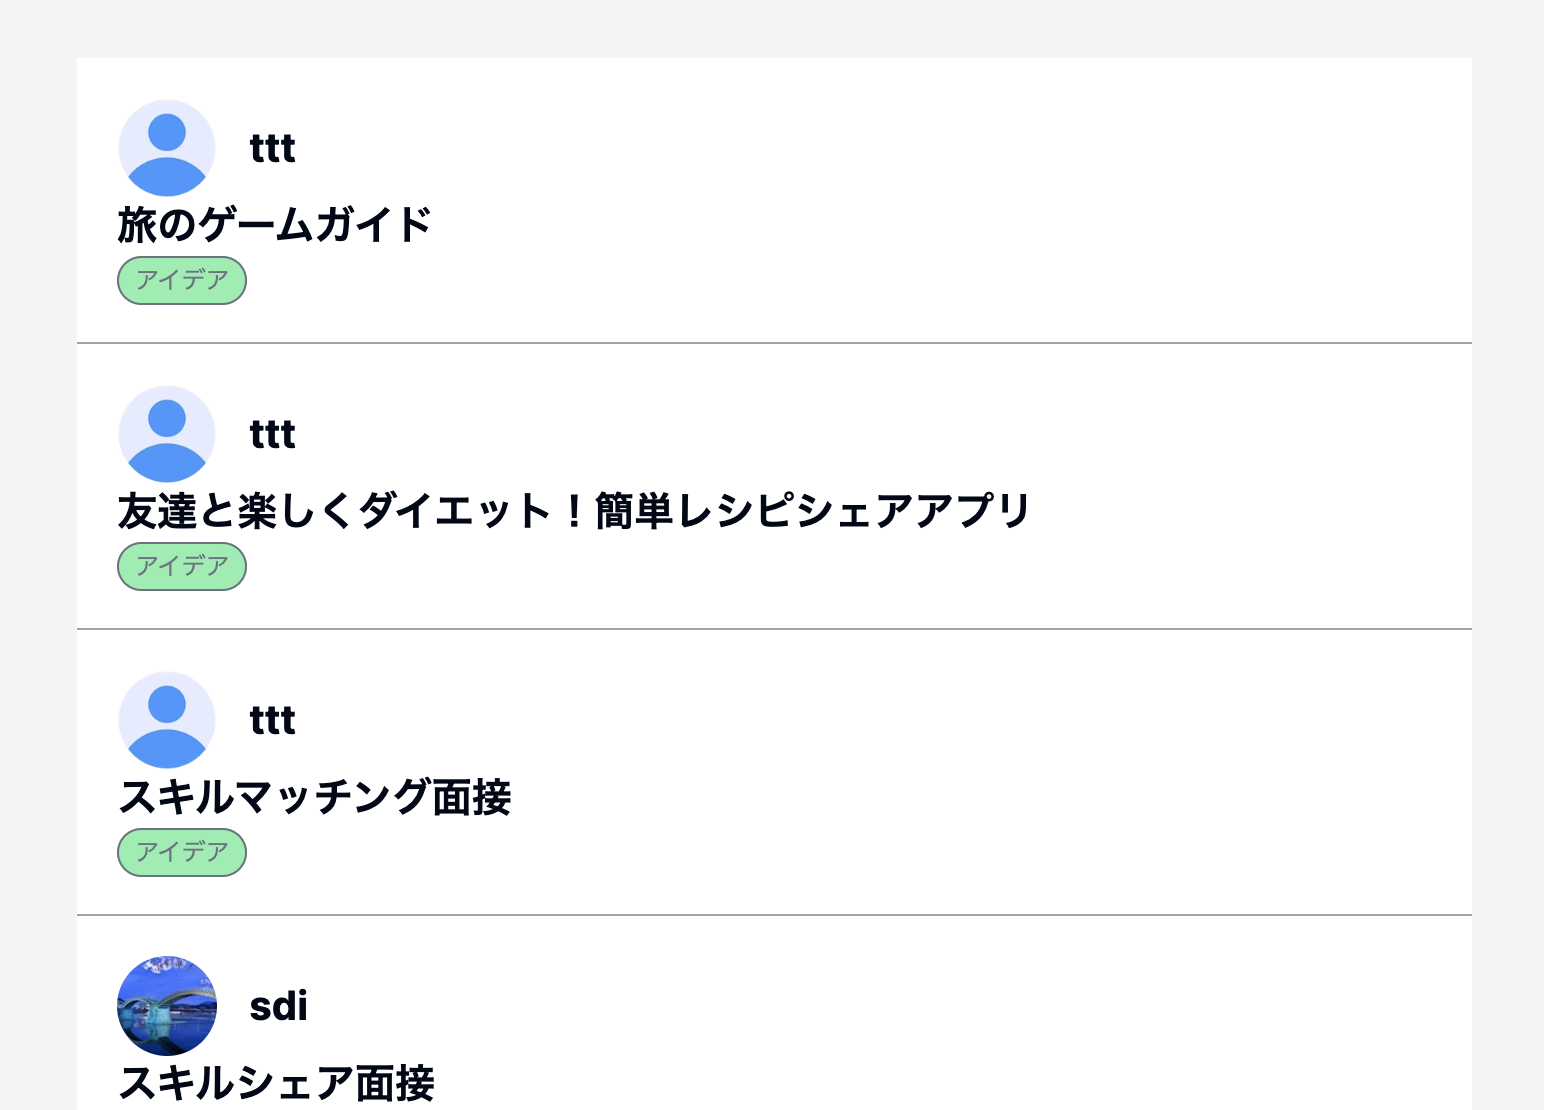 ttt
旅のゲームガイド
アイデア
ttt
友達と楽しくダイエット！簡単レシピシェアアプリ
アイデア
ttt
スキルマッチング面接
アイデア
sdi
スキルシェア面接